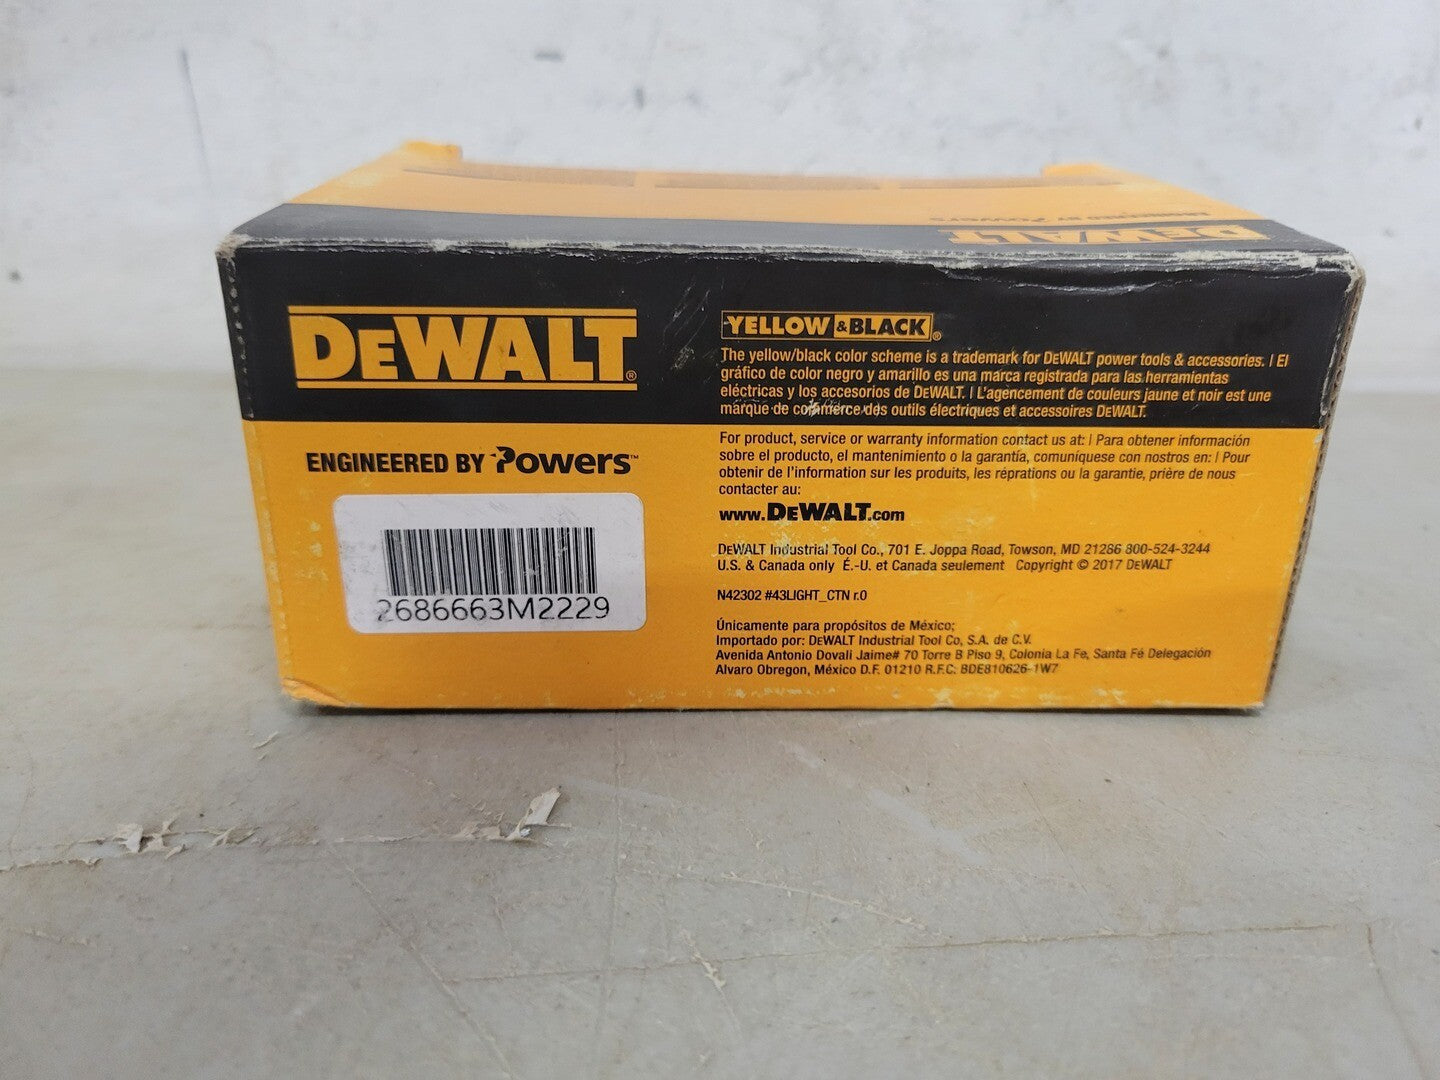 ENGINEERED BY Powers
DEWALT
DEWALT®
ENGINEERED BY Powers™
2686663M2229
YELLOW & BLACK®
The yellow/black color scheme is a trademark for DEWALT power tools & accessories. | El
gráfico de color negro y amarillo es una marca registrada para las herramientas
eléctricas y los accesorios de DEWALT. | L'agencement de couleurs jaune et noir est une
marque de commerce des outils électriques et accessoires DEWALT.
For product, service or warranty information contact us at: | Para obtener información
sobre el producto, el mantenimiento o la garantía, comuníquese con nostros en: | Pour
obtenir de l'information sur les produits, les réprations ou la garantie, prière de nous
contacter au:
www.DEWALT.com
DEWALT Industrial Tool Co., 701 E. Joppa Road, Towson, MD 21286 800-524-3244
U.S. & Canada only É.-U. et Canada seulement Copyright © 2017 DEWALT
N42302 #43LIGHT_CTN r.0
Únicamente para propósitos de México;
Importado por: DEWALT Industrial Tool Co, S.A. de C.V.
Avenida Antonio Dovali Jaime# 70 Torre B Piso 9, Colonia La Fe, Santa Fé Delegación
Alvaro Obregon, México D.F. 01210 R.F.C: BDE810626-1W7